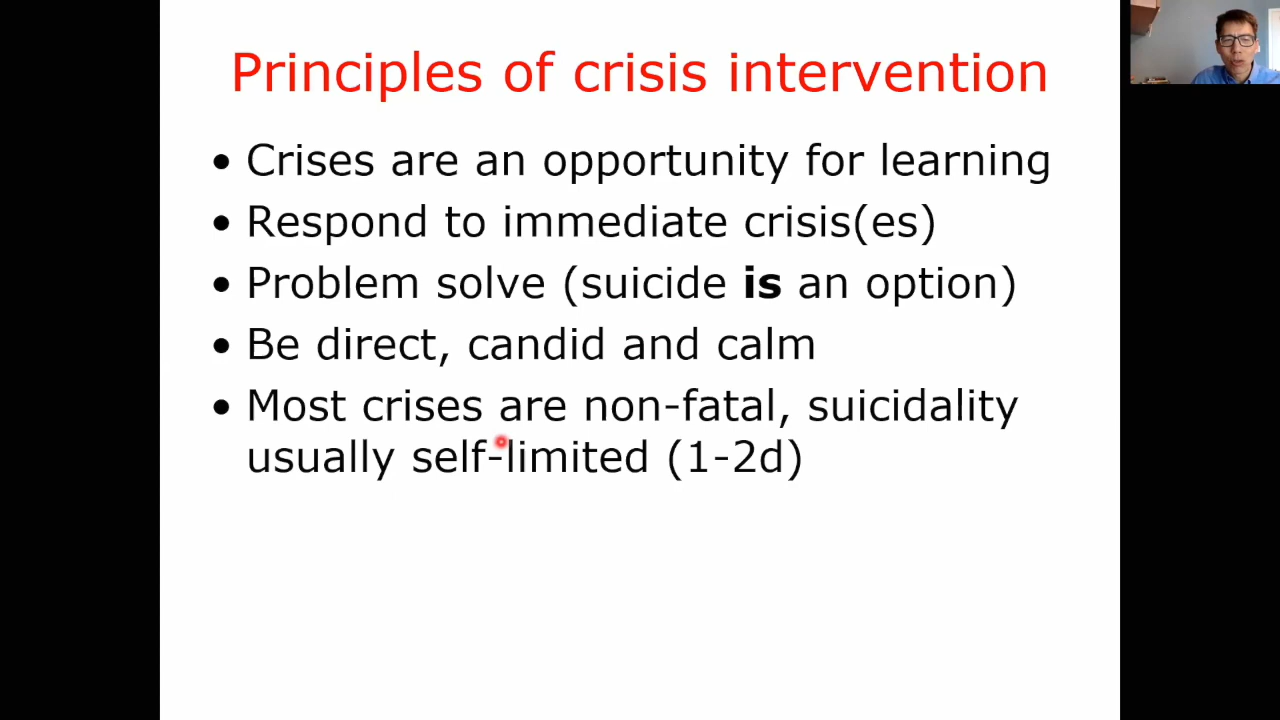 Principles of crisis intervention
• Crises are an opportunity for learning
• Respond to immediate crisis(es)
• Problem solve (suicide is an option)
• Be direct, candid and calm
• Most crises are non-fatal, suicidality
usually self-limited (1-2d)